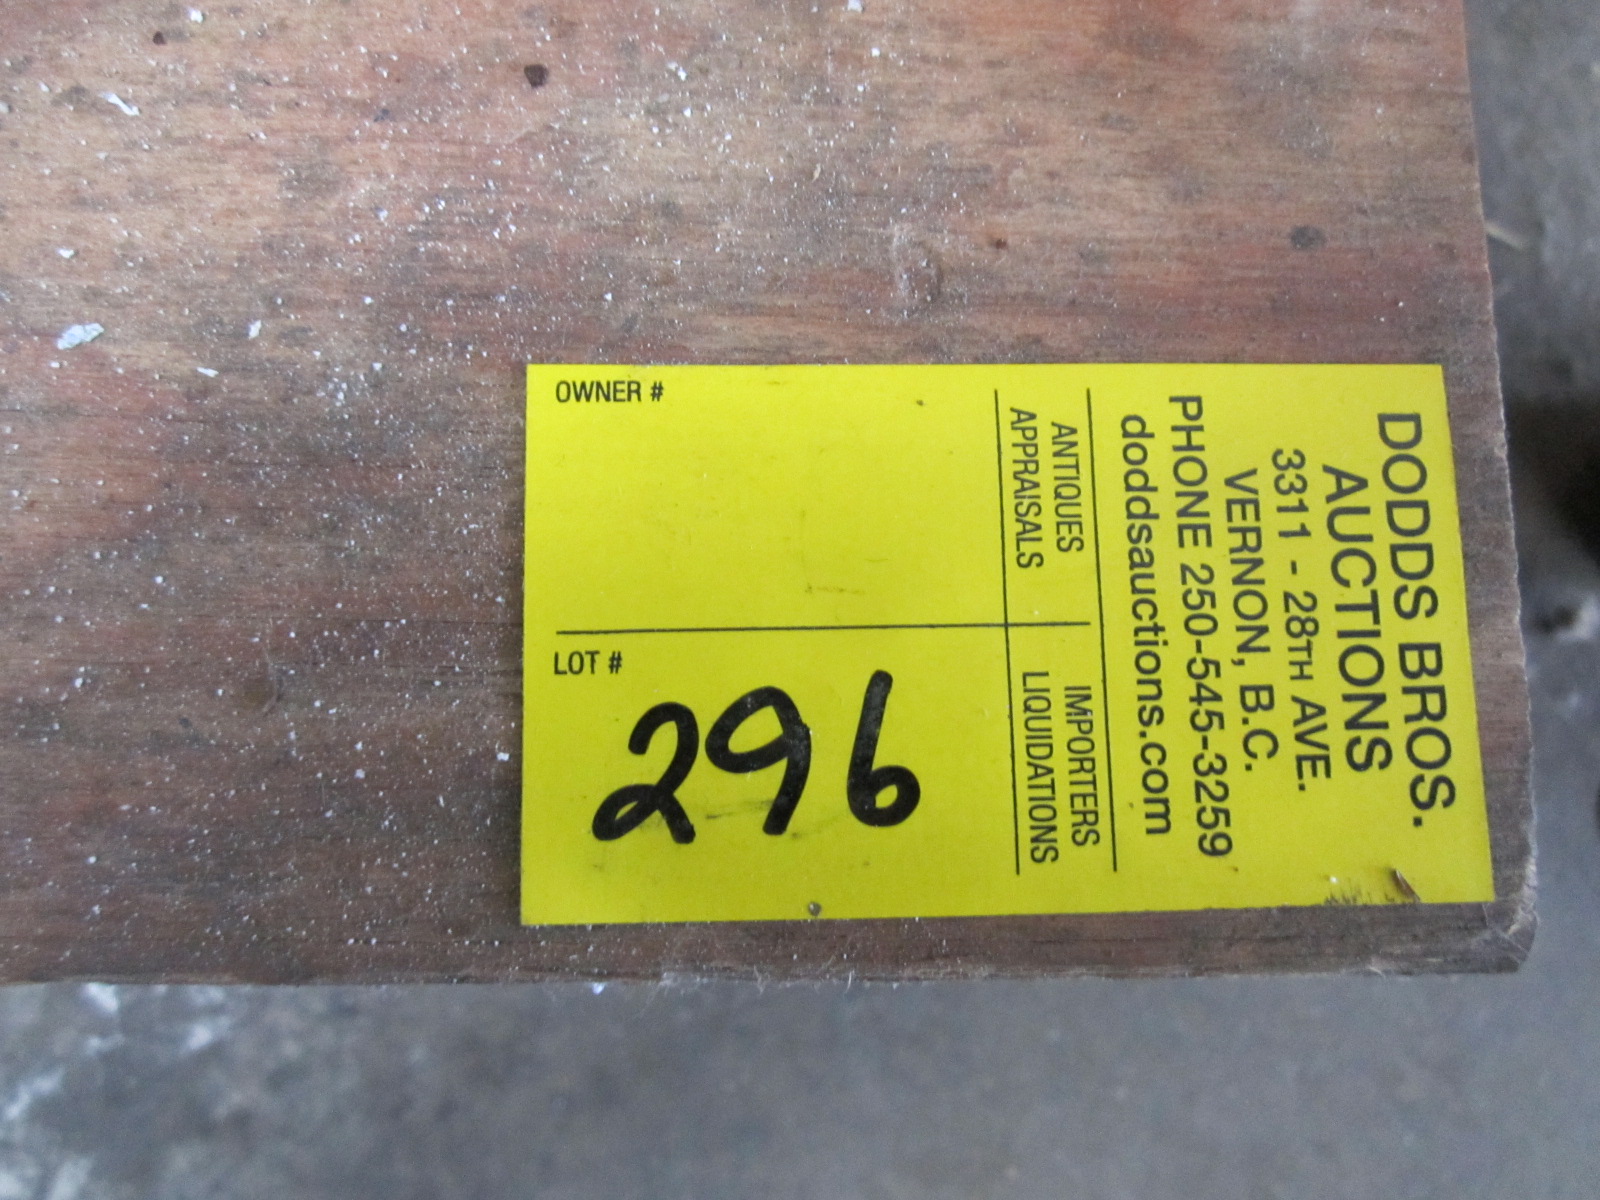 DODDS BROS.
AUCTIONS
3311 - 28TH AVE.
VERNON, B.C.
PHONE 250-545-3259
doddsauctions.com
ANTIQUES IMPORTERS
APPRAISALS LIQUIDATIONS
OWNER #
LOT #
296